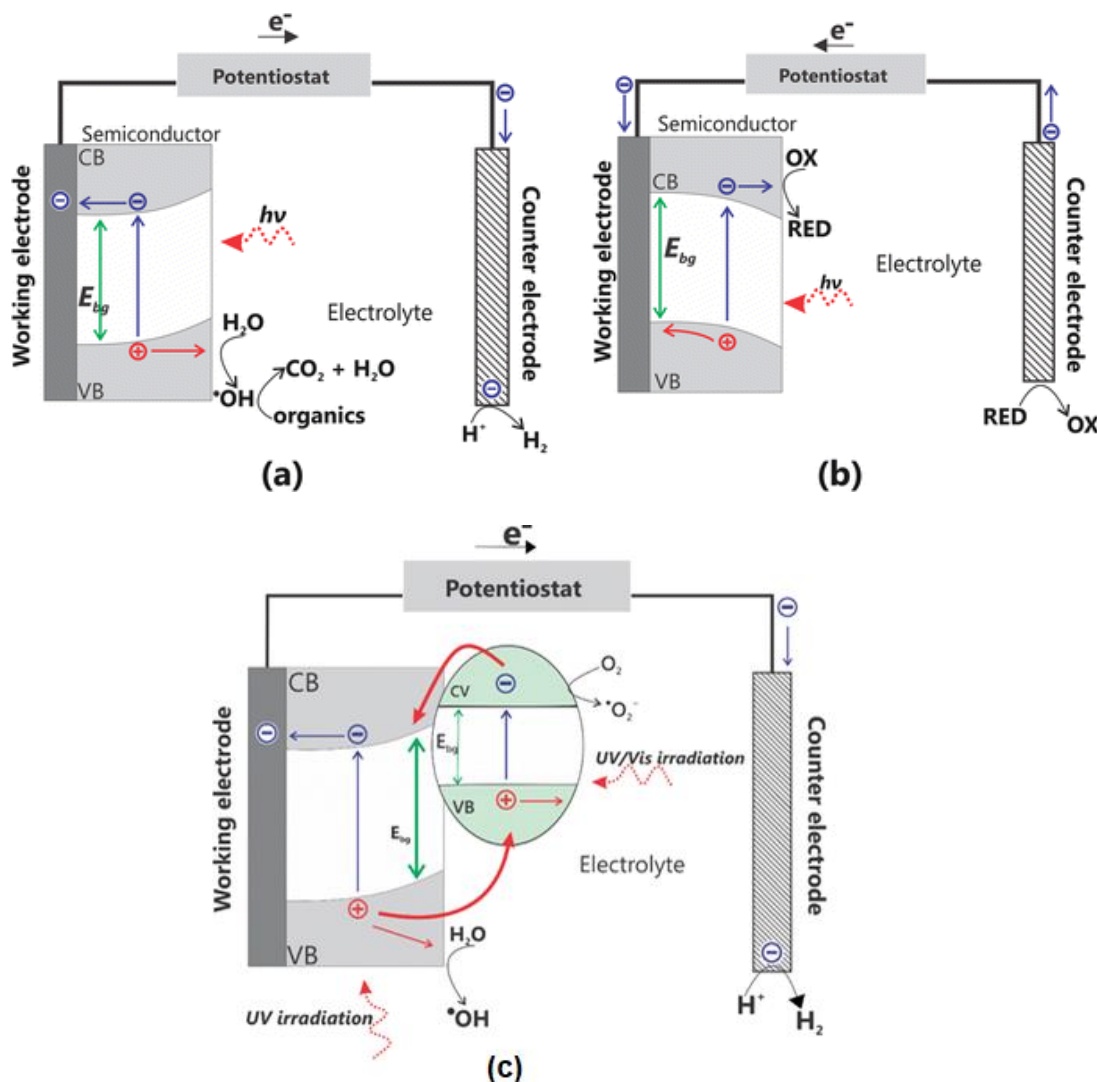 e⁻
Potentiostat
Semiconductor
CB
Working electrode
hν
E_bg
H₂O
Electrolyte
CO₂ + H₂O
VB
•OH
organics
Counter electrode
H⁺
H₂
(a)
e⁻
Potentiostat
Semiconductor
OX
CB
RED
Working electrode
E_bg
Electrolyte
hν
VB
Counter electrode
RED
OX
(b)
e⁻
Potentiostat
CB
CV
O₂
•O₂⁻
Working electrode
E_bg
UV/Vis irradiation
VB
E_bg
Electrolyte
Counter electrode
H₂O
VB
UV irradiation
•OH
H⁺
H₂
(c)